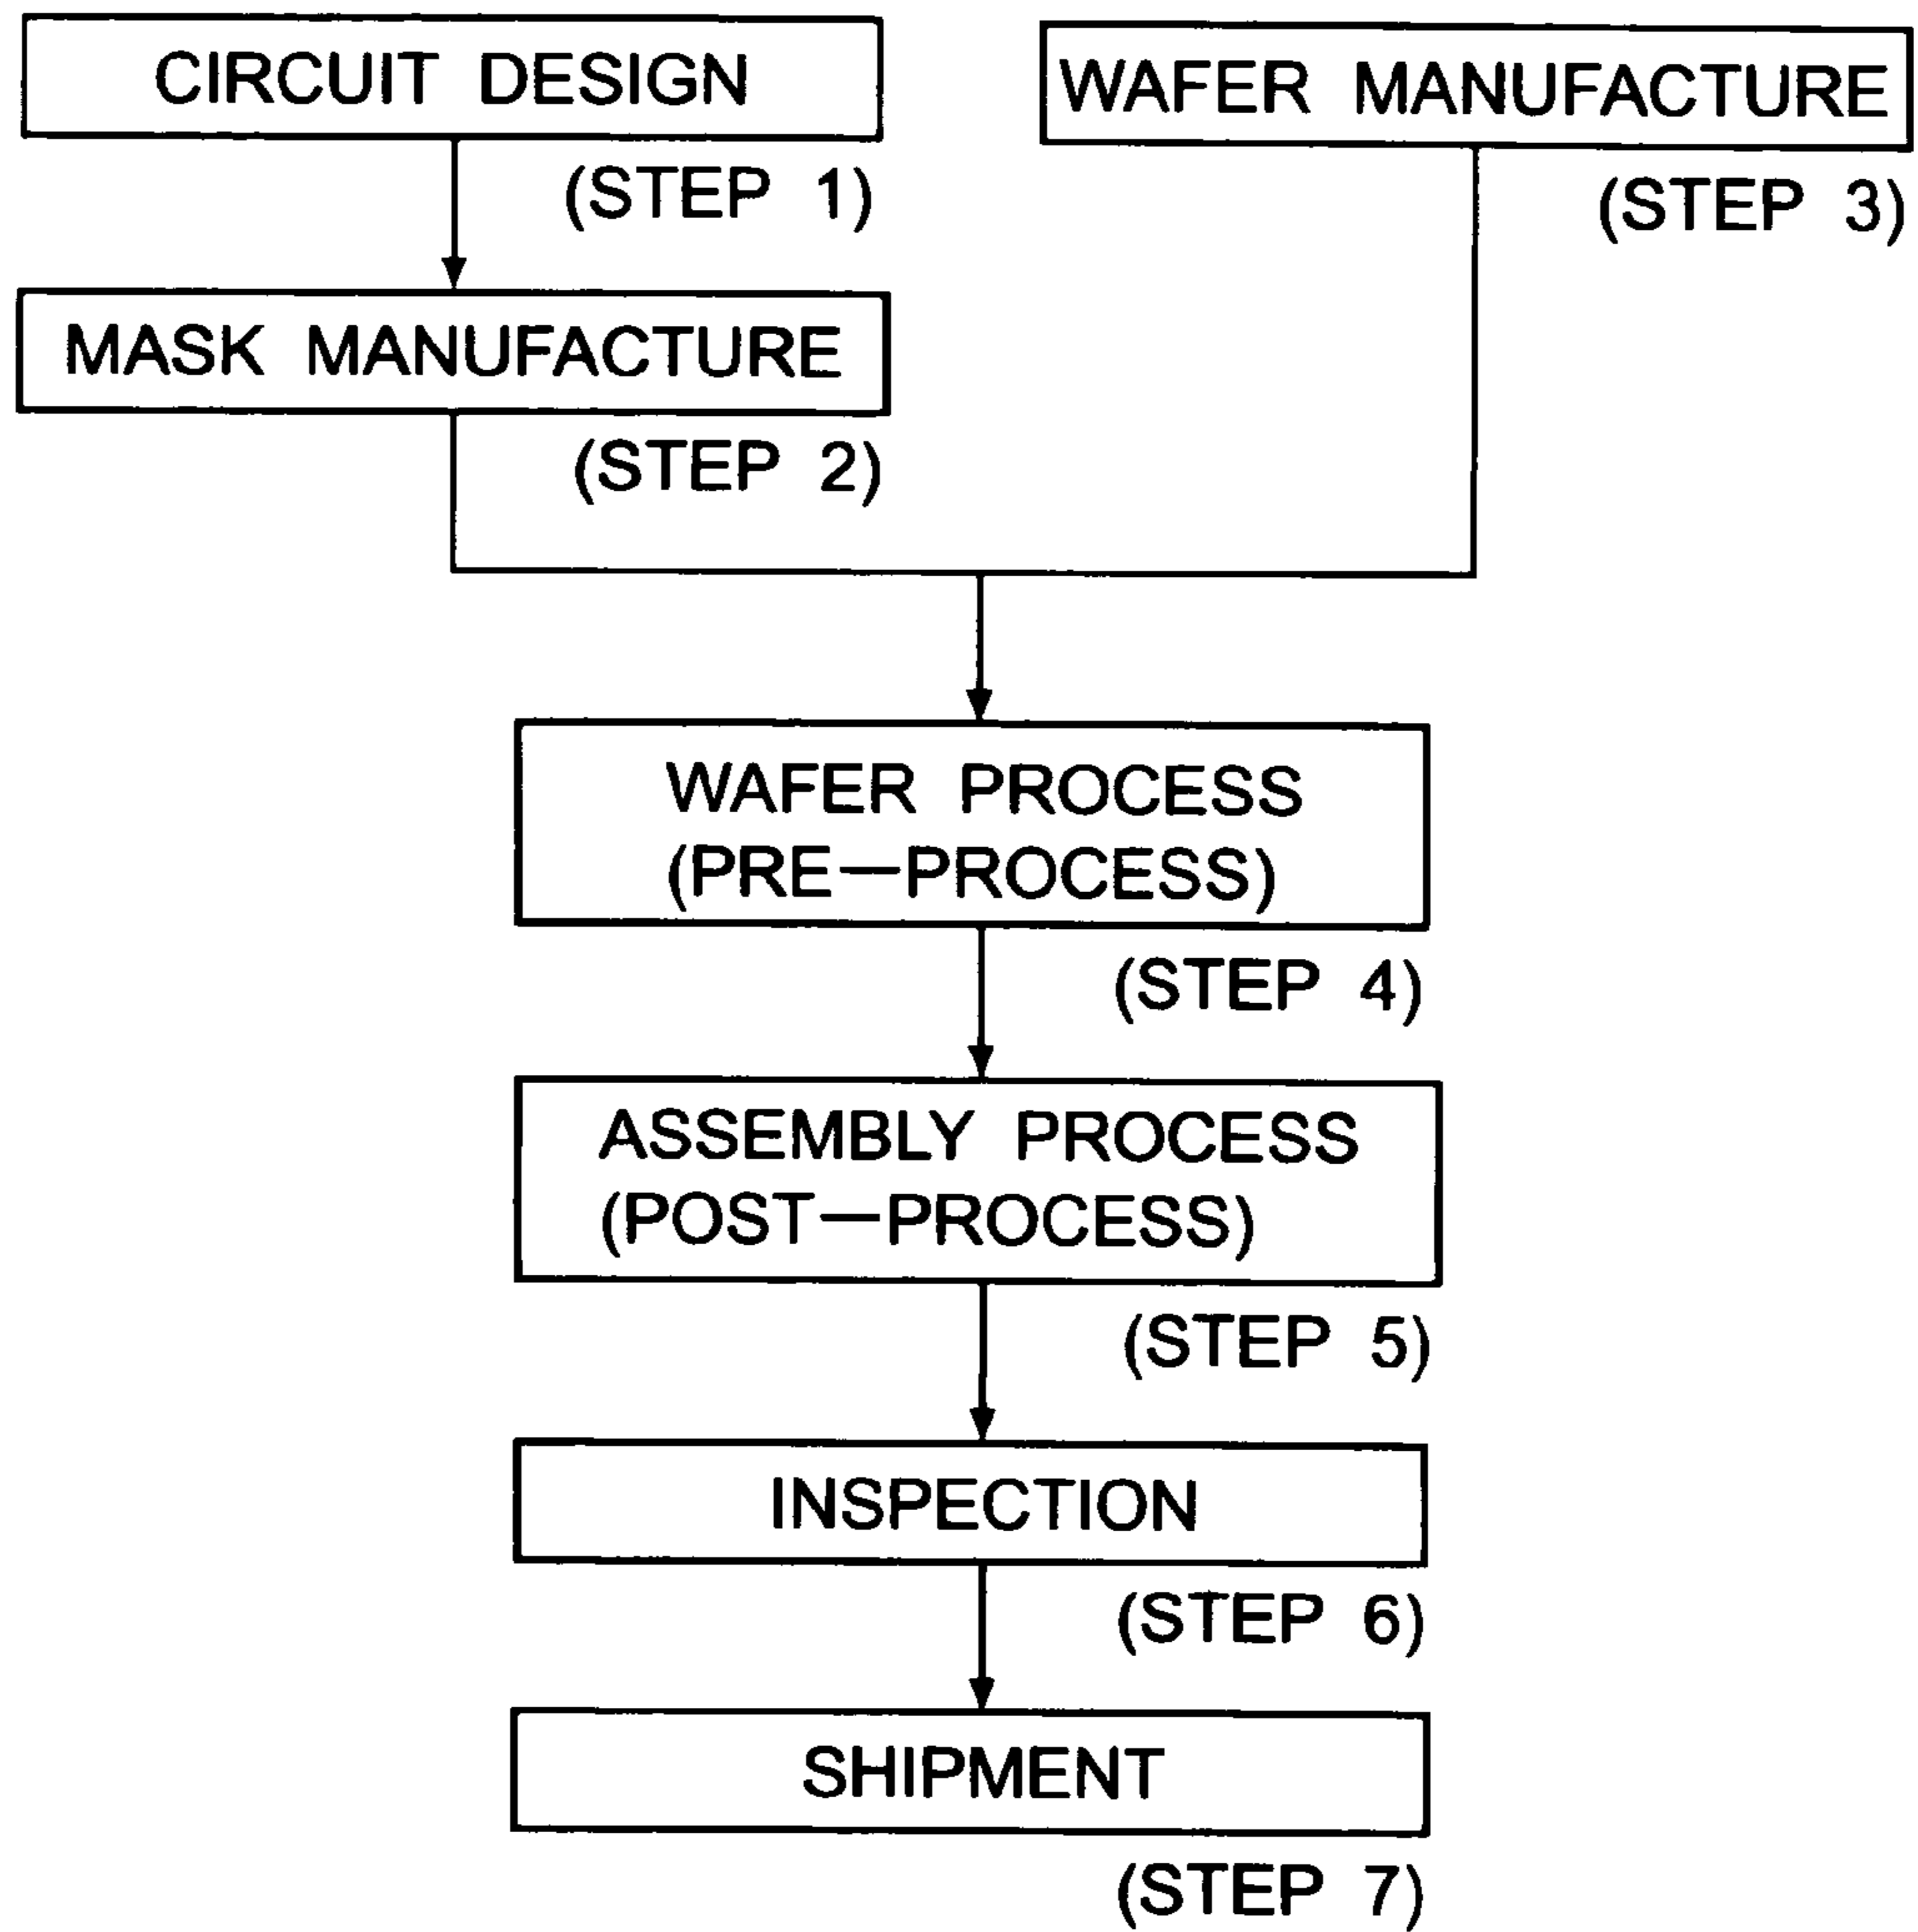 CIRCUIT DESIGN
(STEP 1)
MASK MANUFACTURE
(STEP 2)
WAFER MANUFACTURE
(STEP 3)
WAFER PROCESS
(PRE—PROCESS)
(STEP 4)
ASSEMBLY PROCESS
(POST—PROCESS)
(STEP 5)
INSPECTION
(STEP 6)
SHIPMENT
(STEP 7)